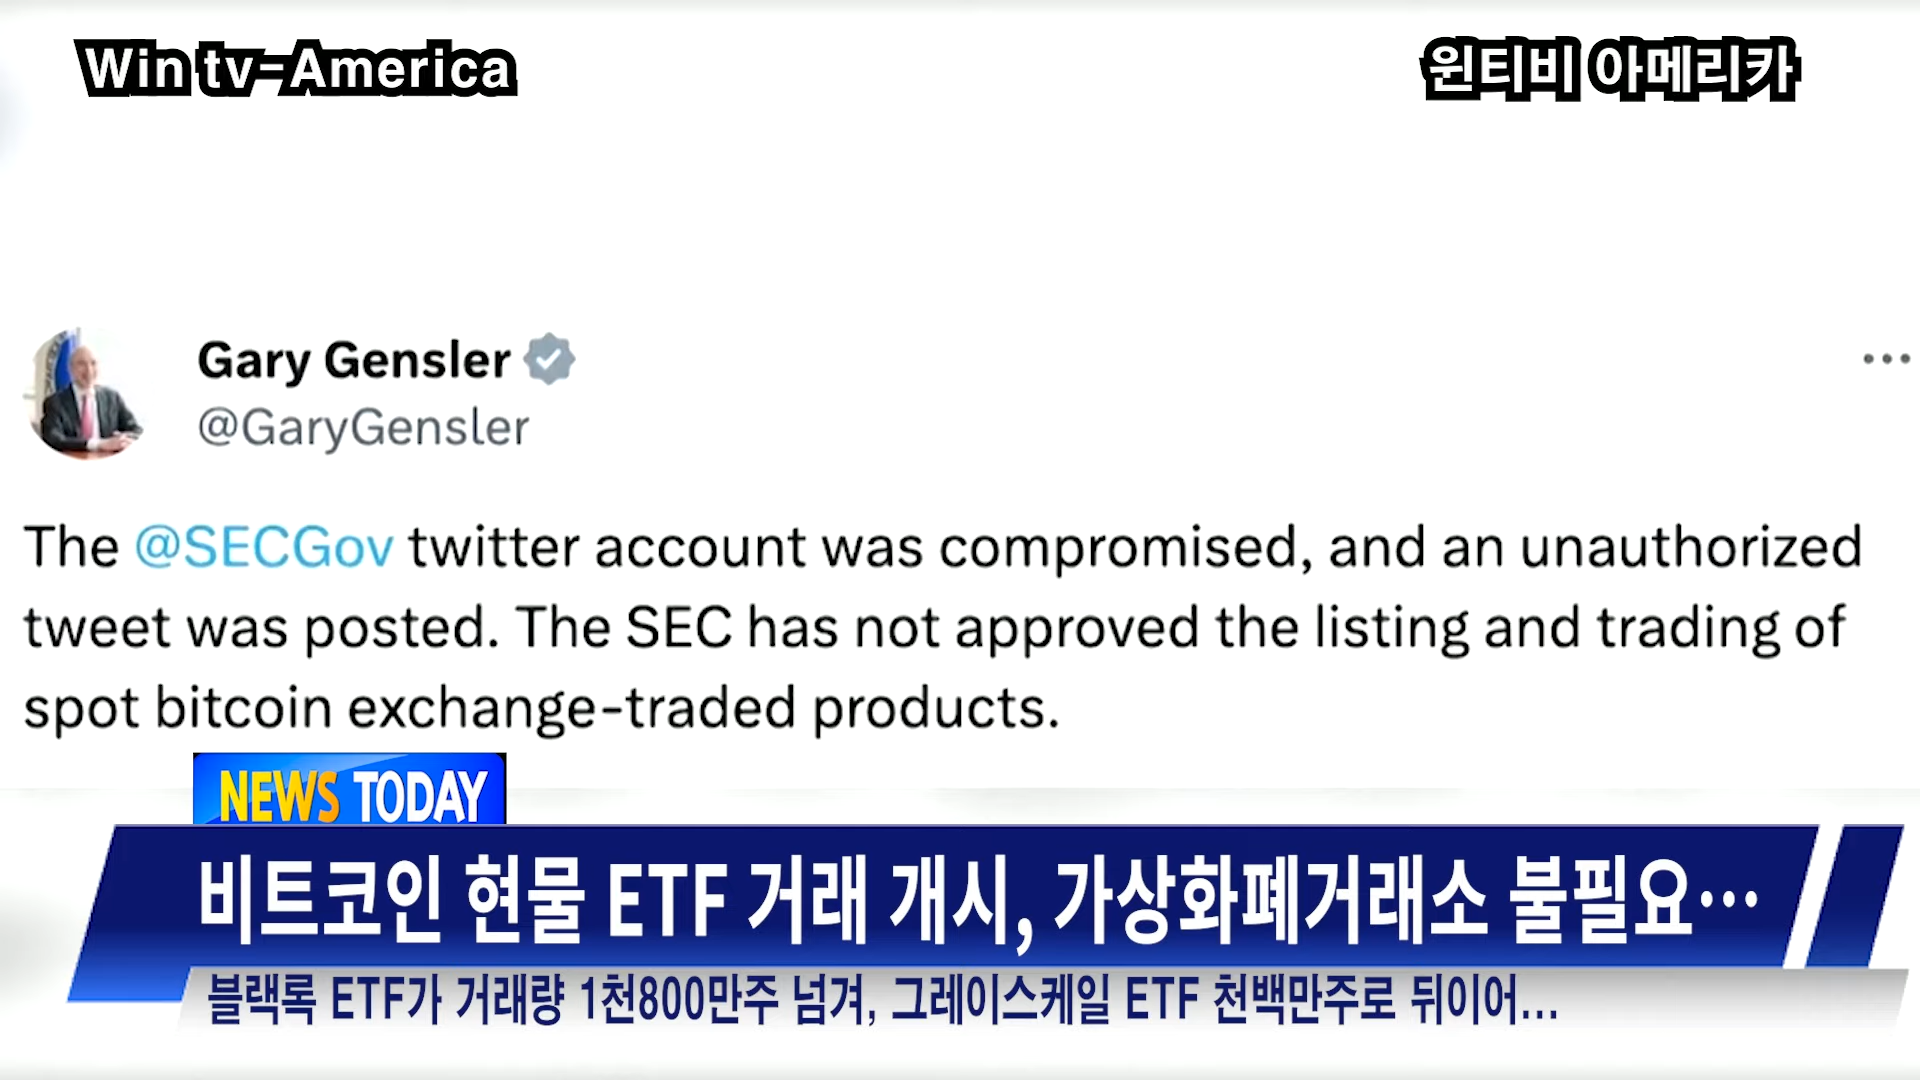 Win tv-America
윈티비 아메리카
Gary Gensler
@GaryGensler
The @SECGov twitter account was compromised, and an unauthorized
tweet was posted. The SEC has not approved the listing and trading of
spot bitcoin exchange-traded products.
NEWS TODAY
비트코인 현물 ETF 거래 개시, 가상화폐거래소 불필요…
블랙록 ETF가 거래량 1천800만주 넘겨, 그레이스케일 ETF 천백만주로 뒤이어...